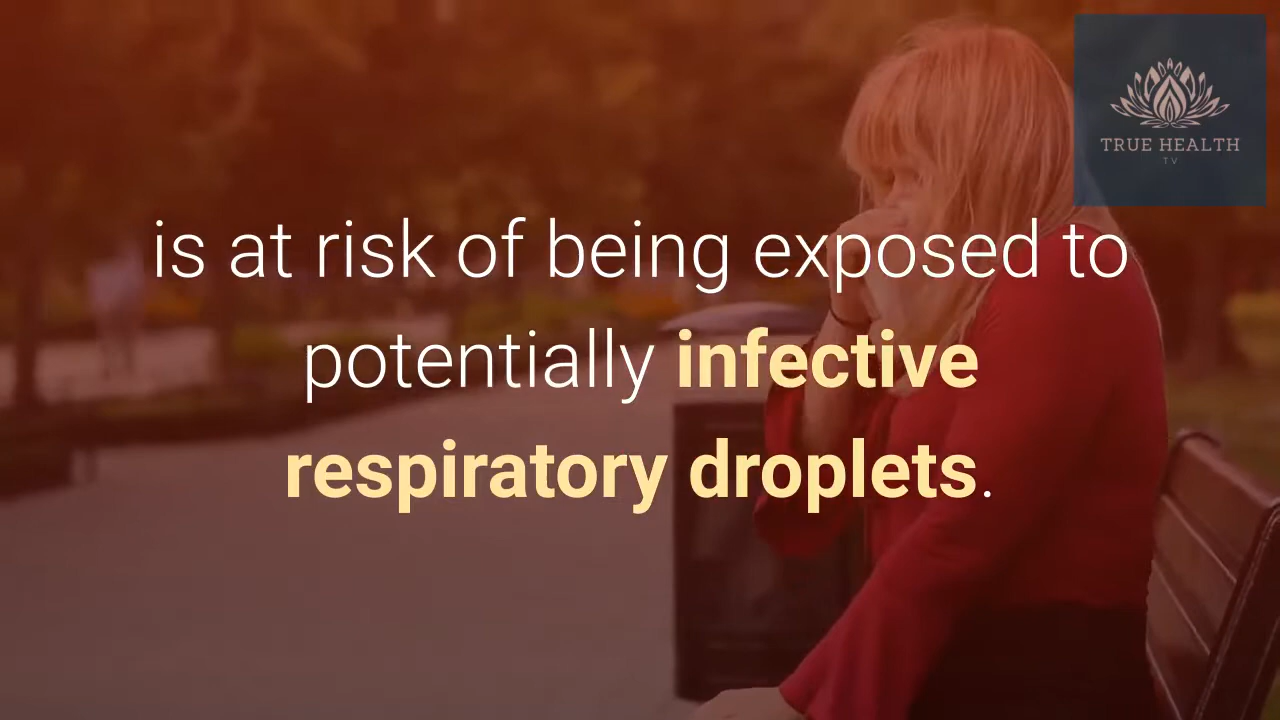 TRUE HEALTH
TV
is at risk of being exposed to
potentially infective
respiratory droplets.